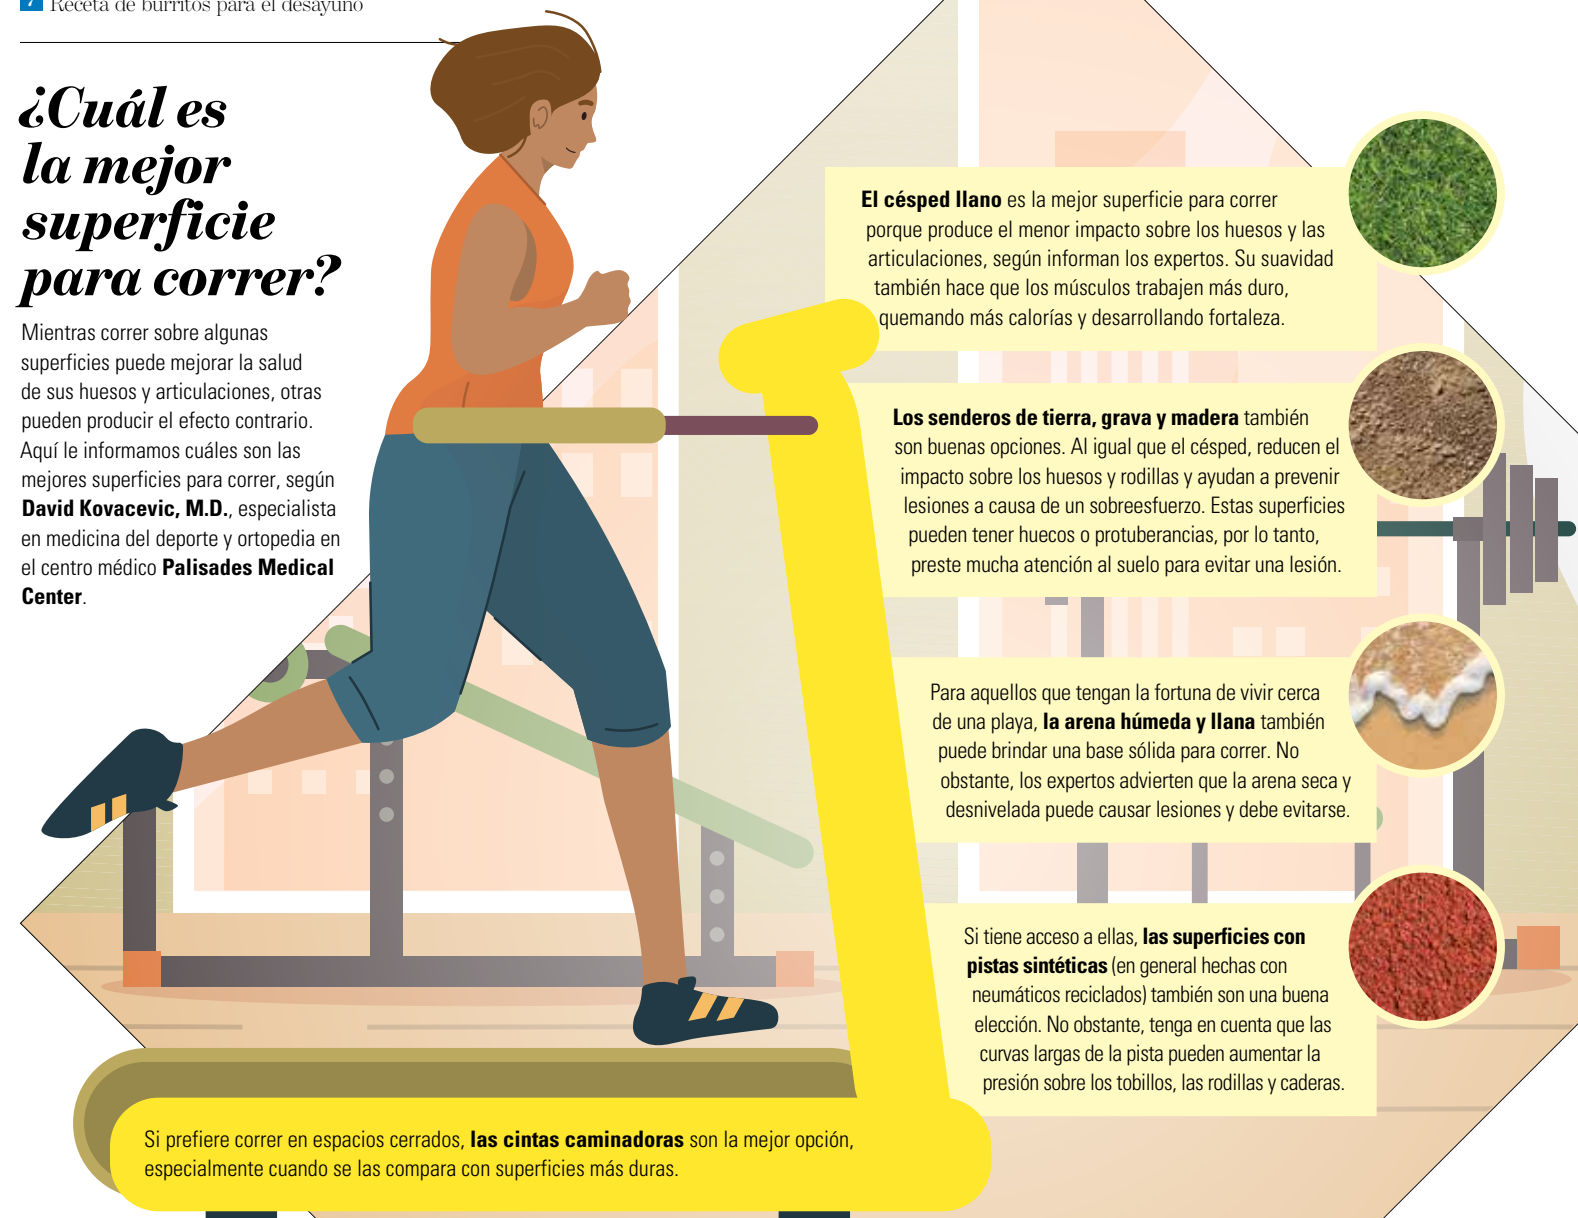 7 Receta de burritos para el desayuno
¿Cuál es
la mejor
superficie
para correr?
Mientras correr sobre algunas
superficies puede mejorar la salud
de sus huesos y articulaciones, otras
pueden producir el efecto contrario.
Aquí le informamos cuáles son las
mejores superficies para correr, según
David Kovacevic, M.D., especialista
en medicina del deporte y ortopedia en
el centro médico Palisades Medical
Center.
El césped llano es la mejor superficie para correr
porque produce el menor impacto sobre los huesos y las
articulaciones, según informan los expertos. Su suavidad
también hace que los músculos trabajen más duro,
quemando más calorías y desarrollando fortaleza.
Los senderos de tierra, grava y madera también
son buenas opciones. Al igual que el césped, reducen el
impacto sobre los huesos y rodillas y ayudan a prevenir
lesiones a causa de un sobreesfuerzo. Estas superficies
pueden tener huecos o protuberancias, por lo tanto,
preste mucha atención al suelo para evitar una lesión.
Para aquellos que tengan la fortuna de vivir cerca
de una playa, la arena húmeda y llana también
puede brindar una base sólida para correr. No
obstante, los expertos advierten que la arena seca y
desnivelada puede causar lesiones y debe evitarse.
Si tiene acceso a ellas, las superficies con
pistas sintéticas (en general hechas con
neumáticos reciclados) también son una buena
elección. No obstante, tenga en cuenta que las
curvas largas de la pista pueden aumentar la
presión sobre los tobillos, las rodillas y caderas.
Si prefiere correr en espacios cerrados, las cintas caminadoras son la mejor opción,
especialmente cuando se las compara con superficies más duras.